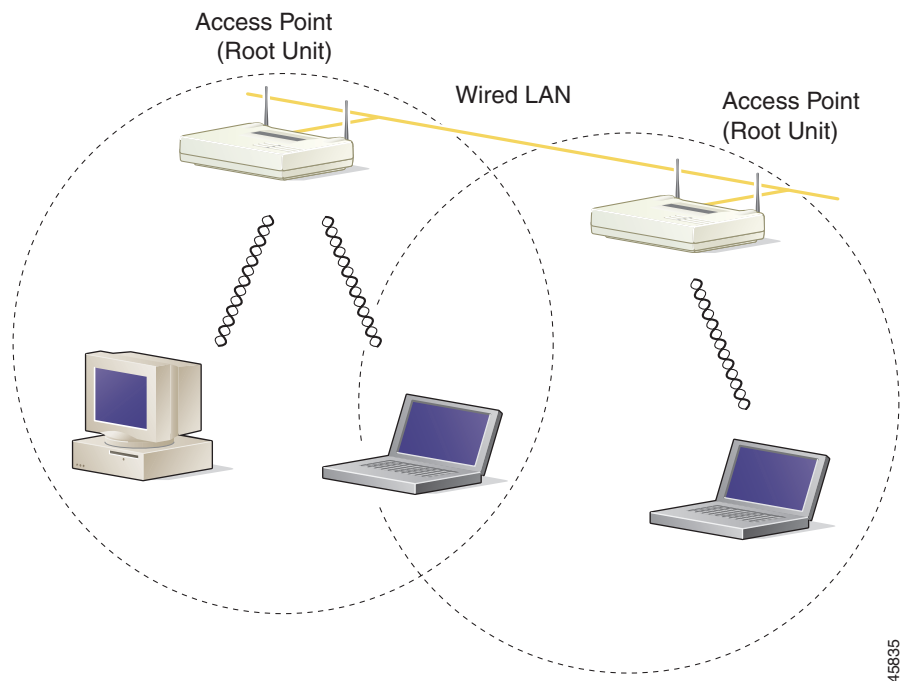 Access Point
(Root Unit)
Wired LAN
Access Point
(Root Unit)
45835